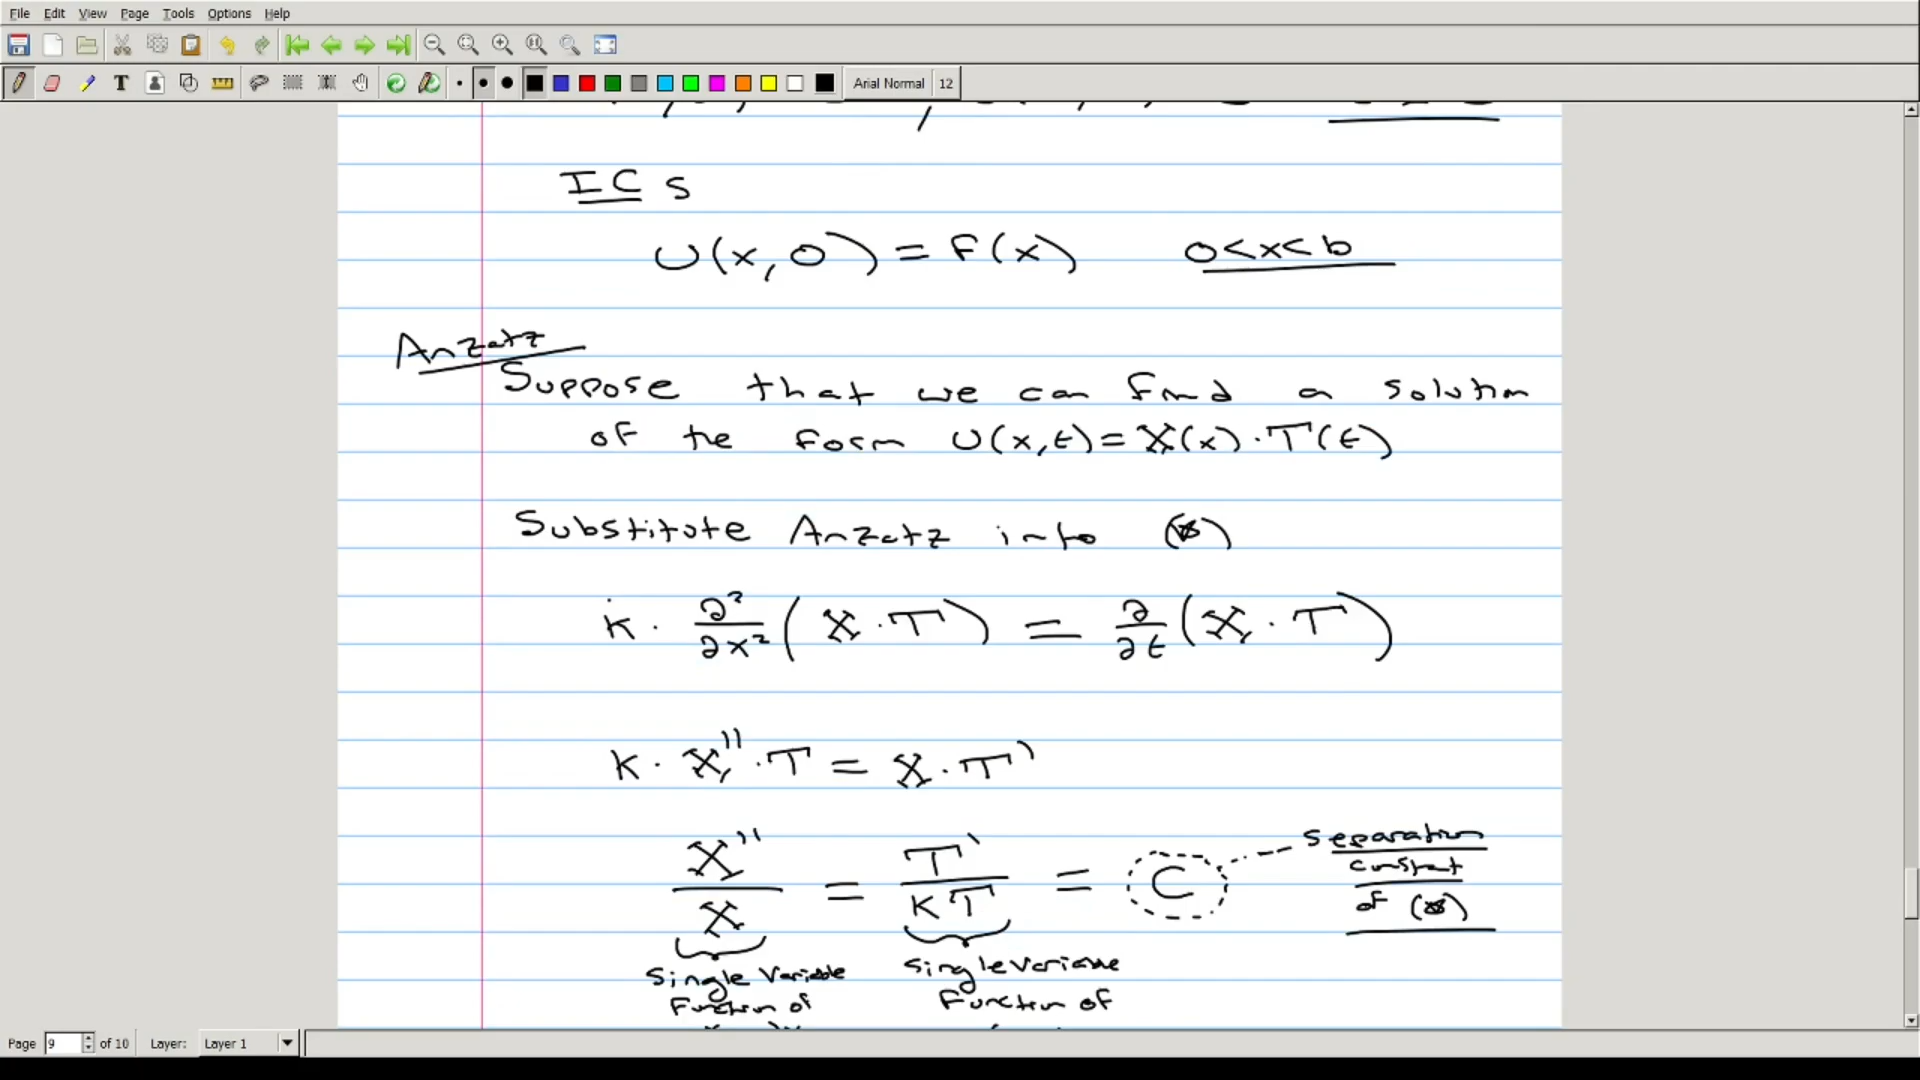 File Edit View Page Tools Options Help
Arial Normal 12
ICs
U(x,0) = F(x) 0<x<b
Anzatz
Suppose that we can find a solution
of the form U(x,t) = X(x)·T(t)
Substitute Anzatz into (*)
k · ∂²/∂x² (X · T) = ∂/∂t (X · T)
k · X'' · T = X · T'
X''/X = T'/kT = C separation
constant
of (*)
Single Variable Single Variable
Function of Function of
Page 9 of 10 Layer: Layer 1